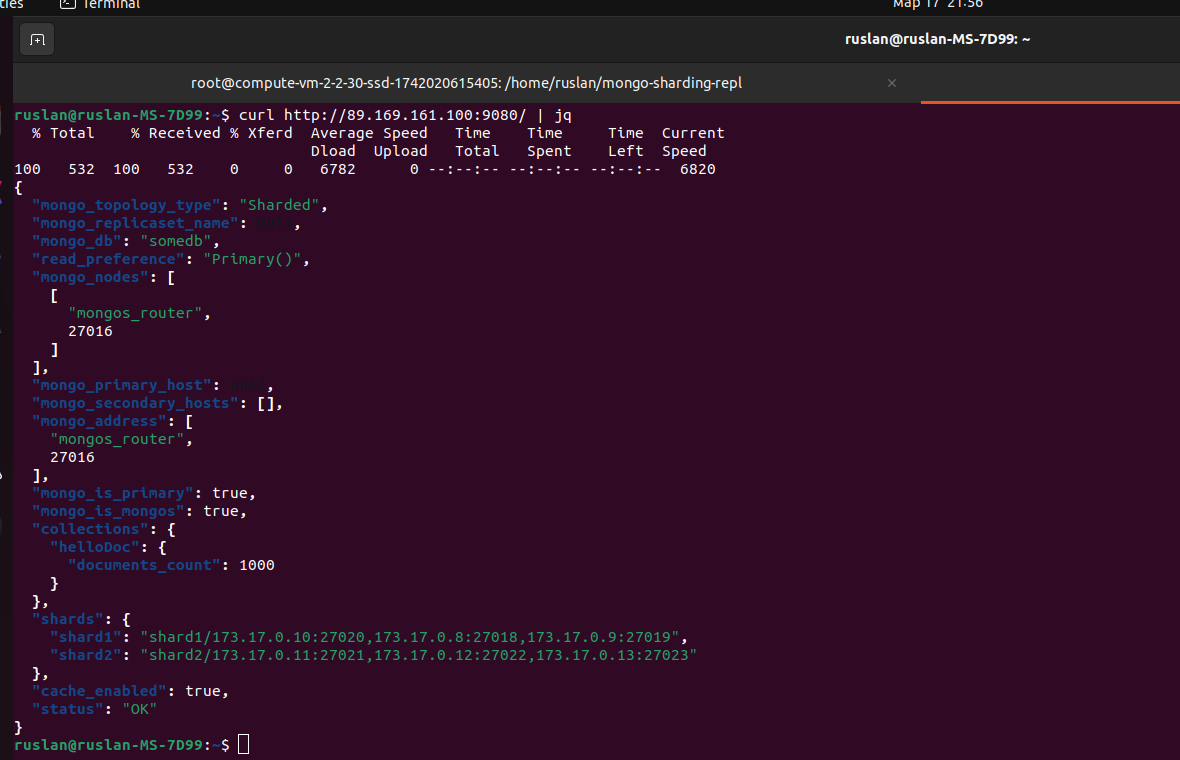 Terminal
Мар 17 21:56
ruslan@ruslan-MS-7D99: ~
root@compute-vm-2-2-30-ssd-1742020615405: /home/ruslan/mongo-sharding-repl
ruslan@ruslan-MS-7D99:~$ curl http://89.169.161.100:9080/ | jq
  % Total    % Received % Xferd  Average Speed   Time    Time     Time  Current
                                 Dload  Upload   Total   Spent    Left  Speed
100   532  100   532    0     0   6782      0 --:--:-- --:--:-- --:--:--  6820
{
  "mongo_topology_type": "Sharded",
  "mongo_replicaset_name": null,
  "mongo_db": "somedb",
  "read_preference": "Primary()",
  "mongo_nodes": [
    [
      "mongos_router",
      27016
    ]
  ],
  "mongo_primary_host": null,
  "mongo_secondary_hosts": [],
  "mongo_address": [
    "mongos_router",
    27016
  ],
  "mongo_is_primary": true,
  "mongo_is_mongos": true,
  "collections": {
    "helloDoc": {
      "documents_count": 1000
    }
  },
  "shards": {
    "shard1": "shard1/173.17.0.10:27020,173.17.0.8:27018,173.17.0.9:27019",
    "shard2": "shard2/173.17.0.11:27021,173.17.0.12:27022,173.17.0.13:27023"
  },
  "cache_enabled": true,
  "status": "OK"
}
ruslan@ruslan-MS-7D99:~$